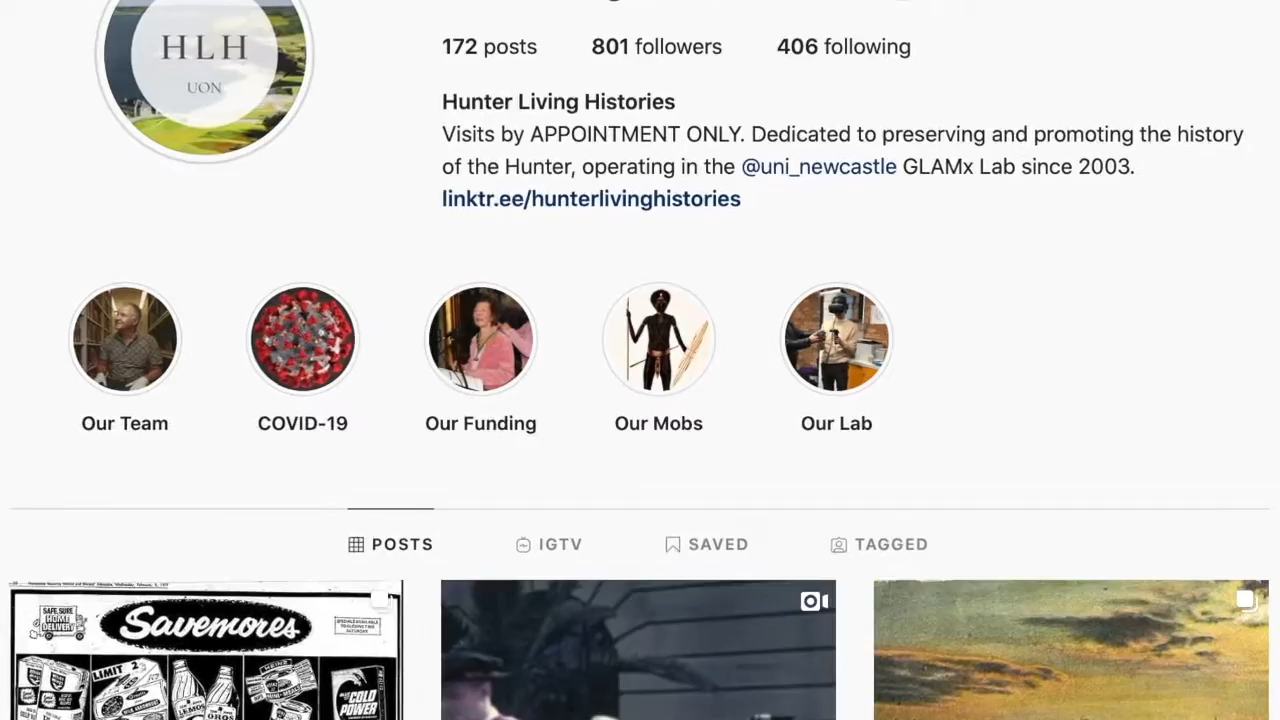 HLH
UON
172 posts 801 followers 406 following
Hunter Living Histories
Visits by APPOINTMENT ONLY. Dedicated to preserving and promoting the history
of the Hunter, operating in the @uni_newcastle GLAMx Lab since 2003.
linktr.ee/hunterlivinghistories
Our Team COVID-19 Our Funding Our Mobs Our Lab
POSTS IGTV SAVED TAGGED
SAFE, SURE
HOME
DELIVERY
Savemores
LIMIT 2
HEINZ
COLD
POWER